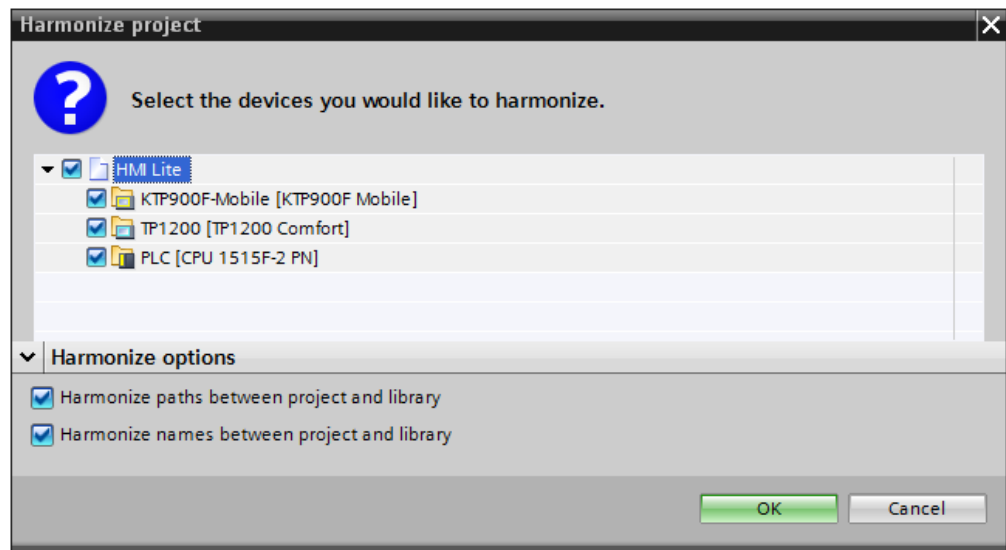 Harmonize project
Select the devices you would like to harmonize.
HMI Lite
KTP900F-Mobile [KTP900F Mobile]
TP1200 [TP1200 Comfort]
PLC [CPU 1515F-2 PN]
Harmonize options
Harmonize paths between project and library
Harmonize names between project and library
OK Cancel